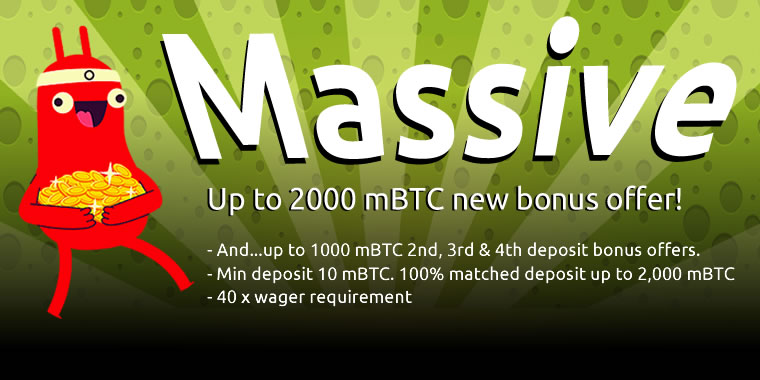 Massive
Up to 2000 mBTC new bonus offer!
- And...up to 1000 mBTC 2nd, 3rd & 4th deposit bonus offers.
- Min deposit 10 mBTC. 100% matched deposit up to 2,000 mBTC
- 40 x wager requirement